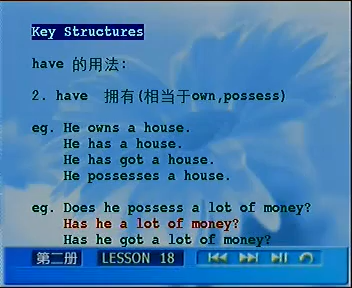 Key Structures
have 的用法:
2. have 拥有(相当于own,possess)
eg. He owns a house.
He has a house.
He has got a house.
He possesses a house.
eg. Does he possess a lot of money?
Has he a lot of money?
Has he got a lot of money?
第二册 LESSON 18